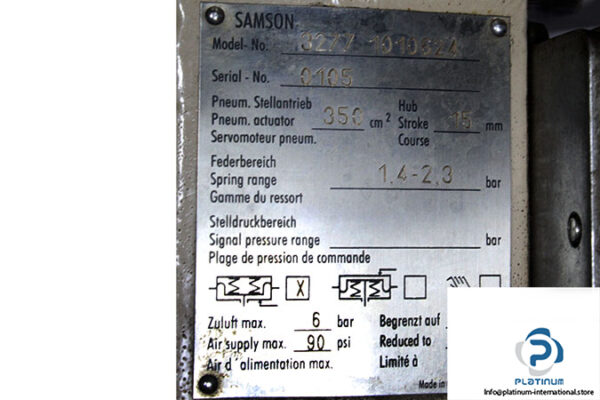 SAMSON
Model-No. 3277 1010324
Serial-No. 0105
Pneum. Stellantrieb Hub
Pneum. actuator 350 cm² Stroke 15 mm
Servomoteur pneum. Course
Federbereich
Spring range 1,4-2,3 bar
Gamme du ressort
Stelldruckbereich
Signal pressure range bar
Plage de pression de commande
X
Zuluft max. 6 bar Begrenzt auf
Air supply max. 90 psi Reduced to
Air d'alimentation max. Limité à
Made in
PLATINUM
Info@platinum-international.store